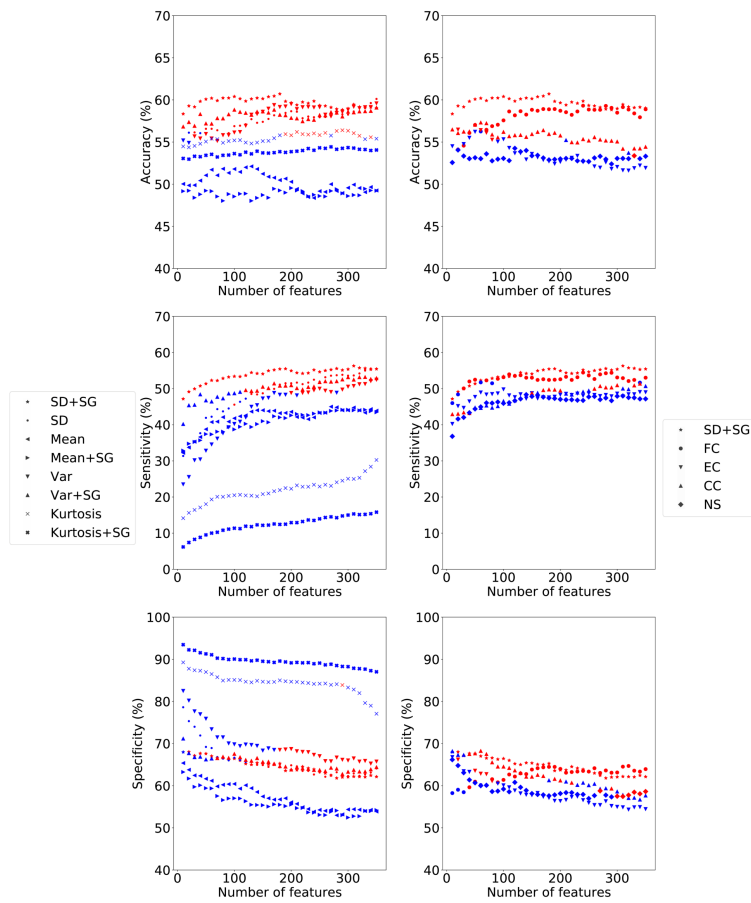 70
65
60
55
50
45
40
Accuracy (%)
0 100 200 300
Number of features
70
65
60
55
50
45
40
Accuracy (%)
0 100 200 300
Number of features
70
60
50
40
30
20
10
0
Sensitivity (%)
0 100 200 300
Number of features
SD+SG
SD
Mean
Mean+SG
Var
Var+SG
Kurtosis
Kurtosis+SG
70
60
50
40
30
20
10
0
Sensitivity (%)
0 100 200 300
Number of features
SD+SG
FC
EC
CC
NS
100
90
80
70
60
50
40
Specificity (%)
0 100 200 300
Number of features
100
90
80
70
60
50
40
Specificity (%)
0 100 200 300
Number of features